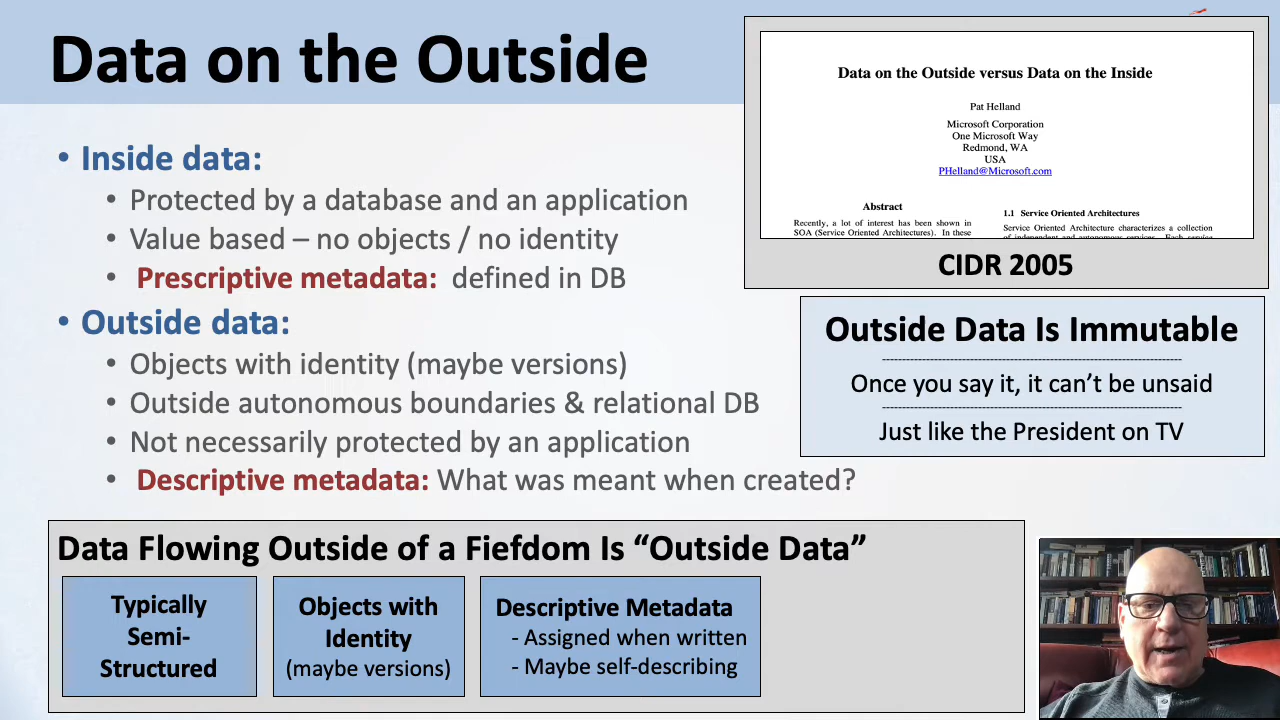 Data on the Outside
• Inside data:
• Protected by a database and an application
• Value based – no objects / no identity
• Prescriptive metadata: defined in DB
• Outside data:
• Objects with identity (maybe versions)
• Outside autonomous boundaries & relational DB
• Not necessarily protected by an application
• Descriptive metadata: What was meant when created?
Data on the Outside versus Data on the Inside
Pat Helland
Microsoft Corporation
One Microsoft Way
Redmond, WA
USA
PHelland@Microsoft.com
Abstract
Recently, a lot of interest has been shown in
SOA (Service Oriented Architectures). In these
1.1 Service Oriented Architectures
Service Oriented Architecture characterizes a collection
of independent and autonomous services. Each service
CIDR 2005
Outside Data Is Immutable
Once you say it, it can’t be unsaid
Just like the President on TV
Data Flowing Outside of a Fiefdom Is “Outside Data”
Typically
Semi-
Structured
Objects with
Identity
(maybe versions)
Descriptive Metadata
- Assigned when written
- Maybe self-describing